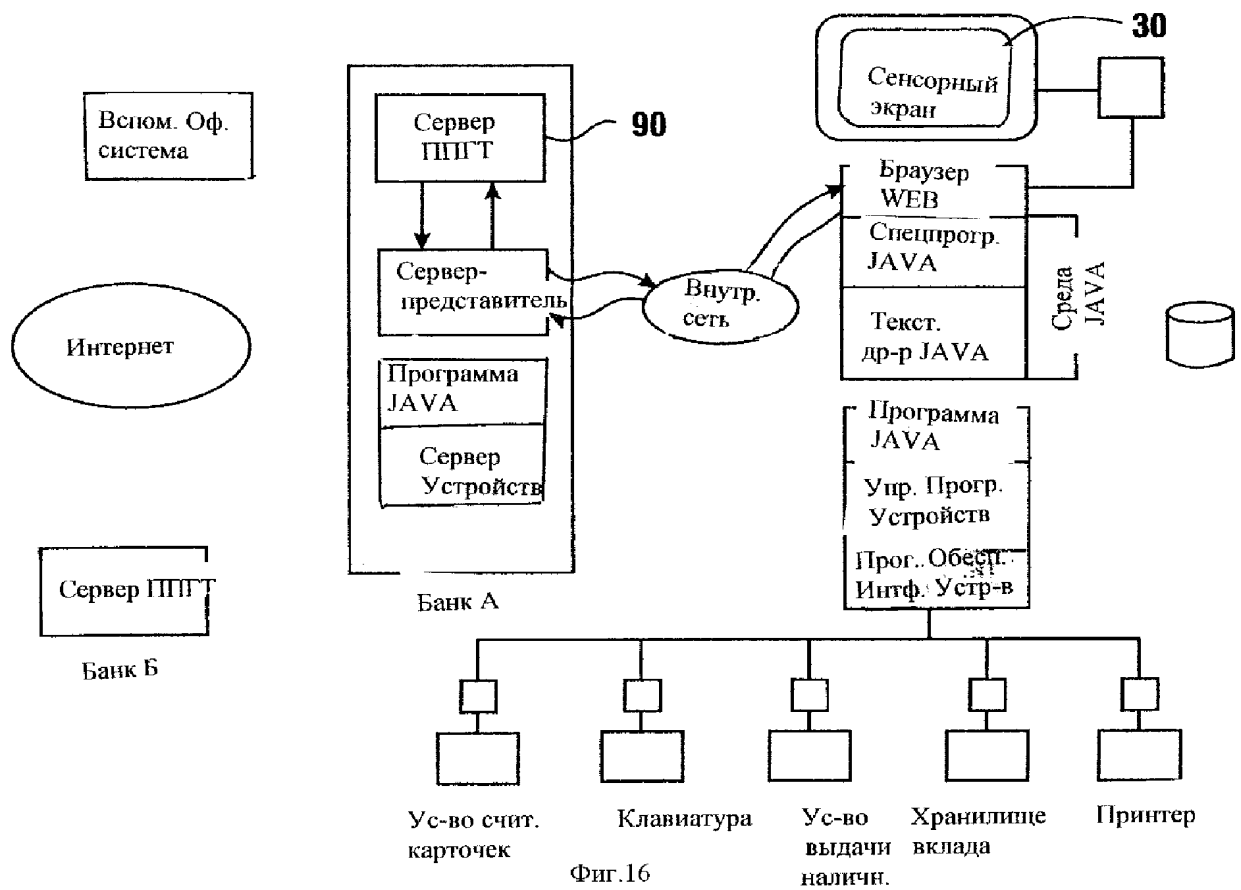 30
Сенсорный
экран
Вспом. Оф.
система
Сервер
ППГТ
90
Браузер
WEB
Спецпрогр.
JAVA
Текст.
др-р JAVA
Среда
JAVA
Сервер-
представитель
Внутр.
сеть
Интернет
Программа
JAVA
Сервер
Устройств
Программа
JAVA
Упр. Прогр.
Устройств
Прог.. Обесп.
Интф. Устр-в
Сервер ППГТ
Банк А
Банк Б
Ус-во счит.
карточек
Клавиатура
Ус-во
выдачи
наличн.
Хранилище
вклада
Принтер
Фиг.16